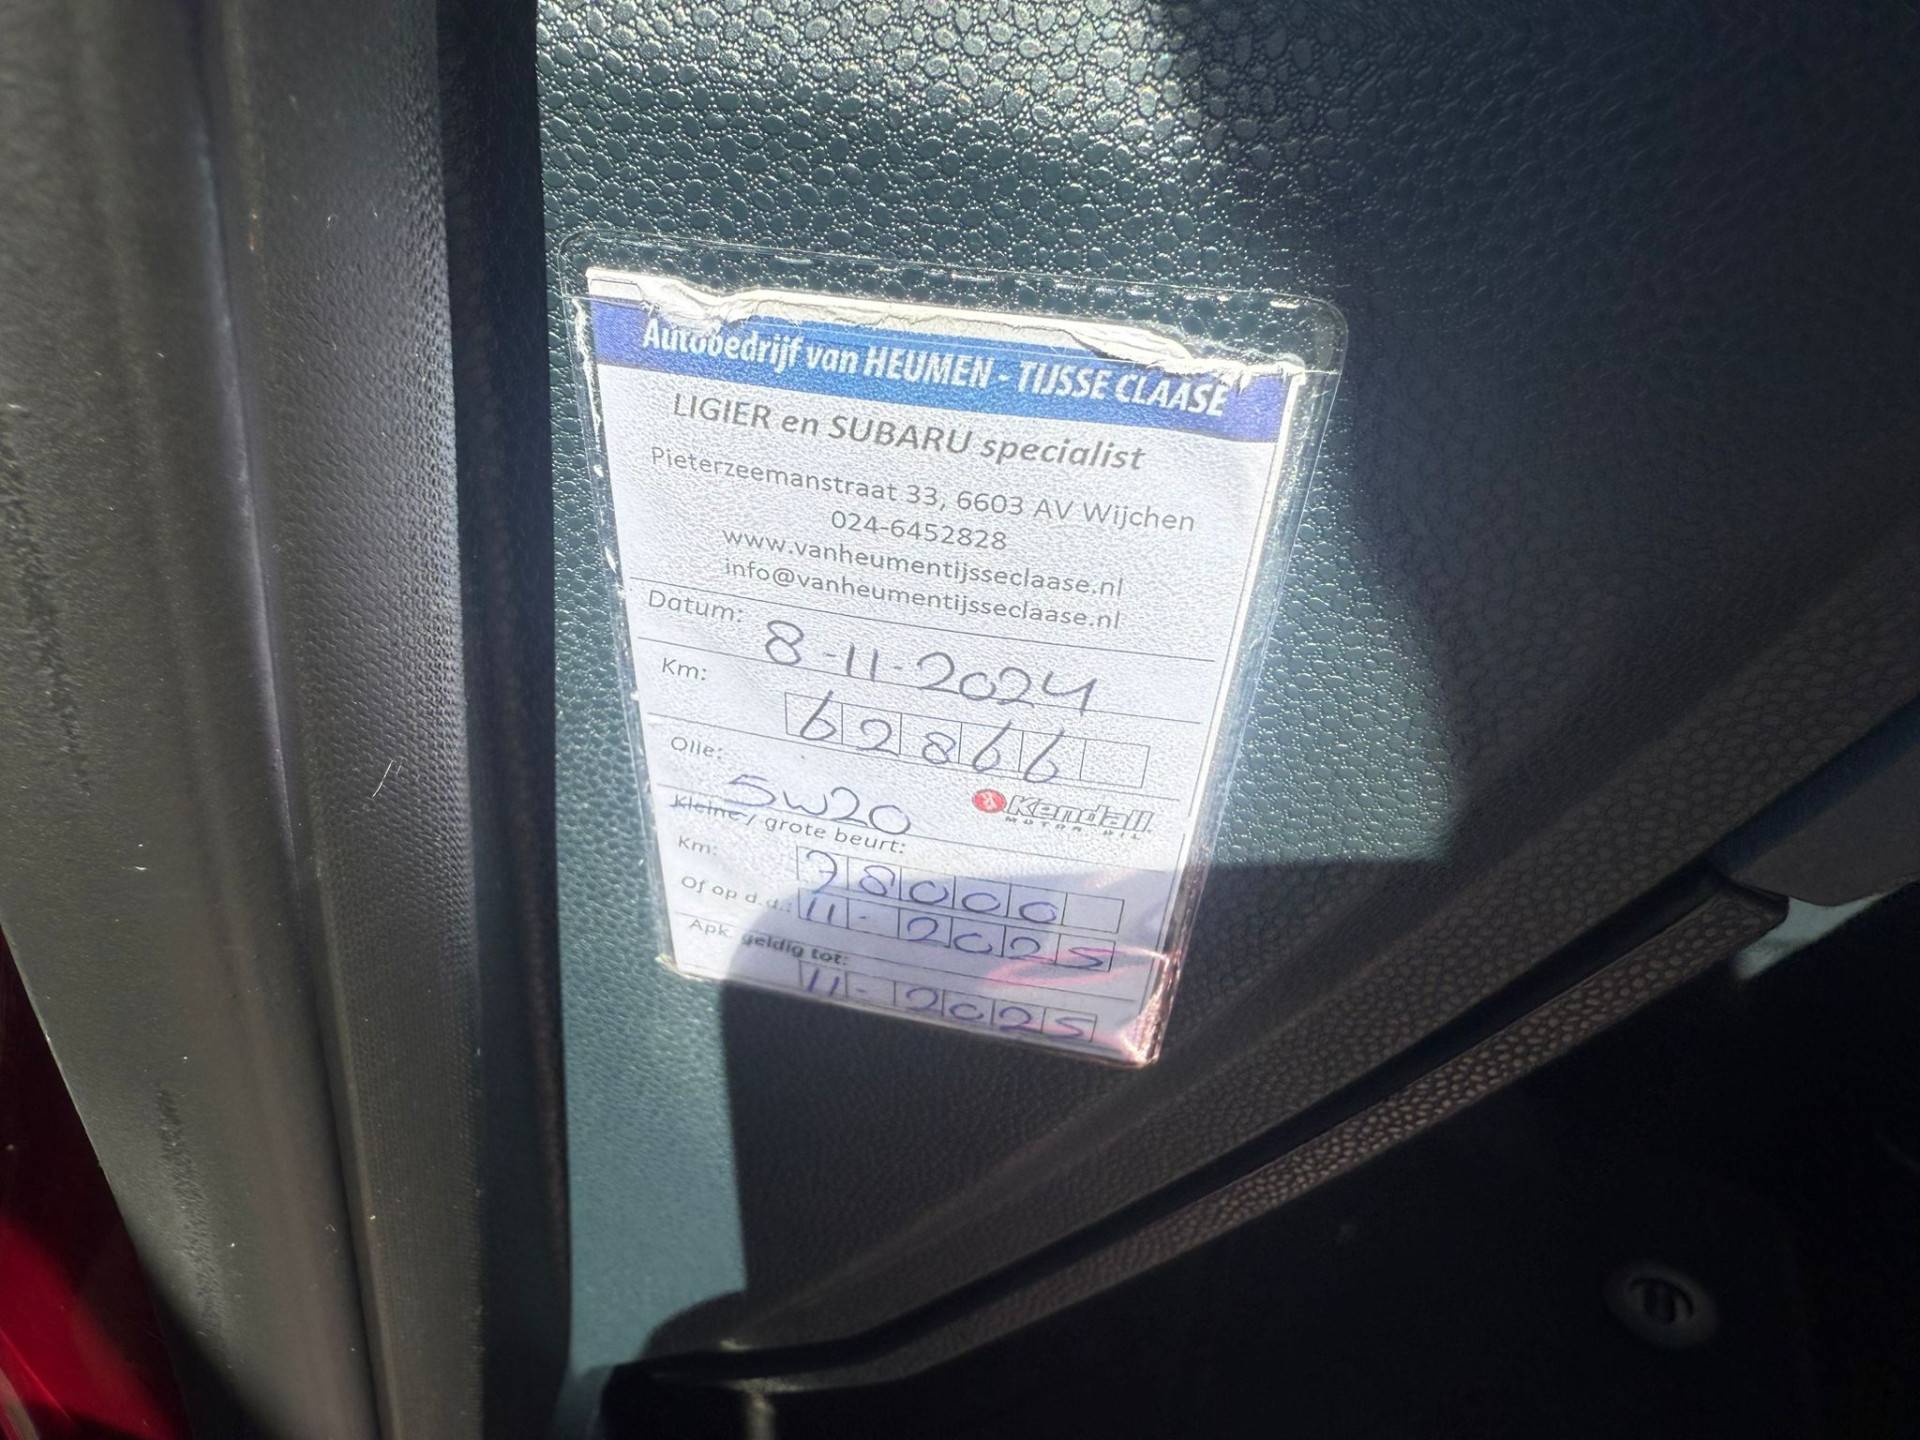 Autobedrijf van HEUMEN - TIJSSE CLAASE
LIGIER en SUBARU specialist
Pieterzeemanstraat 33, 6603 AV Wijchen
024-6452828
www.vanheumentijsseclaase.nl
info@vanheumentijsseclaase.nl
Datum: 8-11-2024
Km: 62866
Olie: 5W20 Kendall MOTOR OIL
Kleine / grote beurt:
Km: 78000
Of op d.d.: 11-2025
Apk. geldig tot:
11-2025